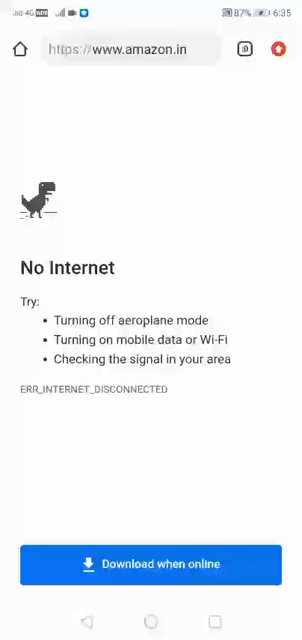 4G 87% 6:35
https://www.amazon.in :D
No Internet
Try:
• Turning off aeroplane mode
• Turning on mobile data or Wi-Fi
• Checking the signal in your area
ERR_INTERNET_DISCONNECTED
Download when online